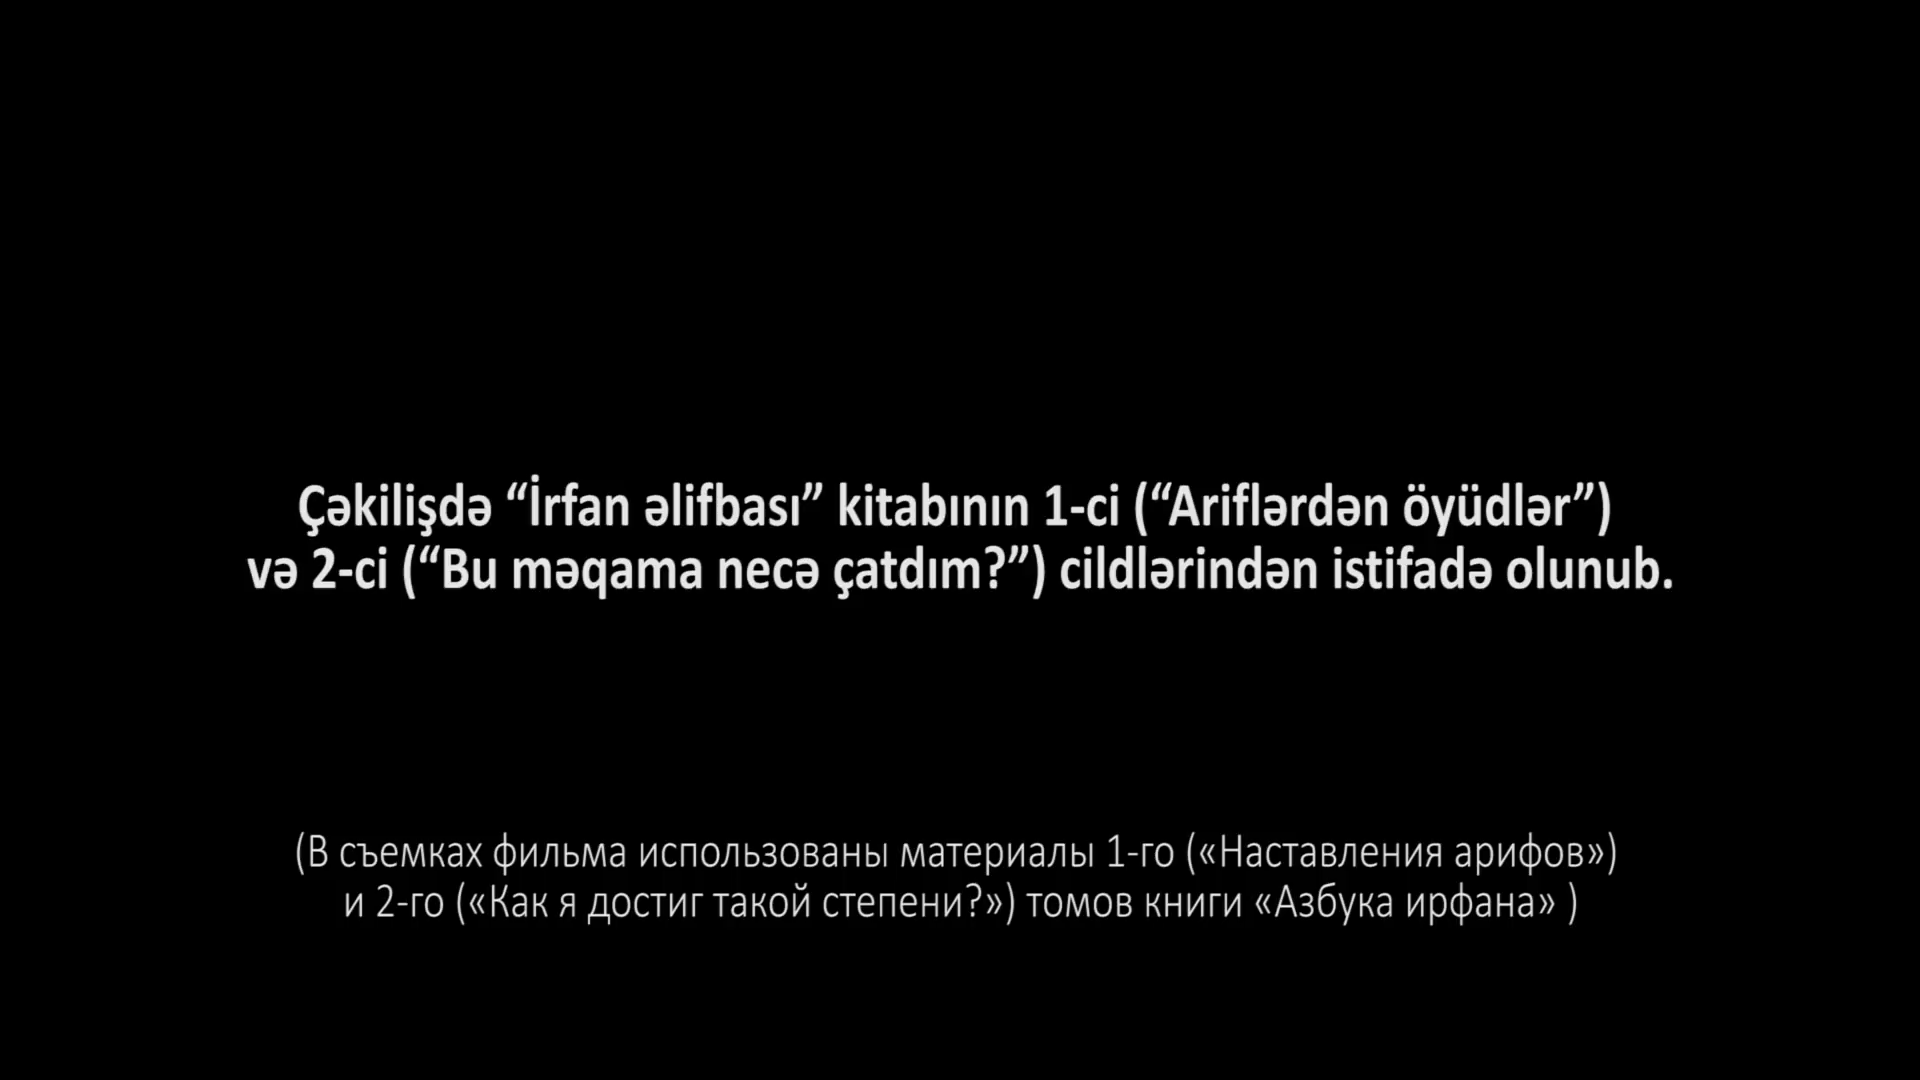 Çəkilişdə “İrfan əlifbası” kitabının 1-ci (“Ariflərdən öyüdlər”)
və 2-ci (“Bu məqama necə çatdım?”) cildlərindən istifadə olunub.
(В съемках фильма использованы материалы 1-го («Наставления арифов»)
и 2-го («Как я достиг такой степени?») томов книги «Азбука ирфана» )